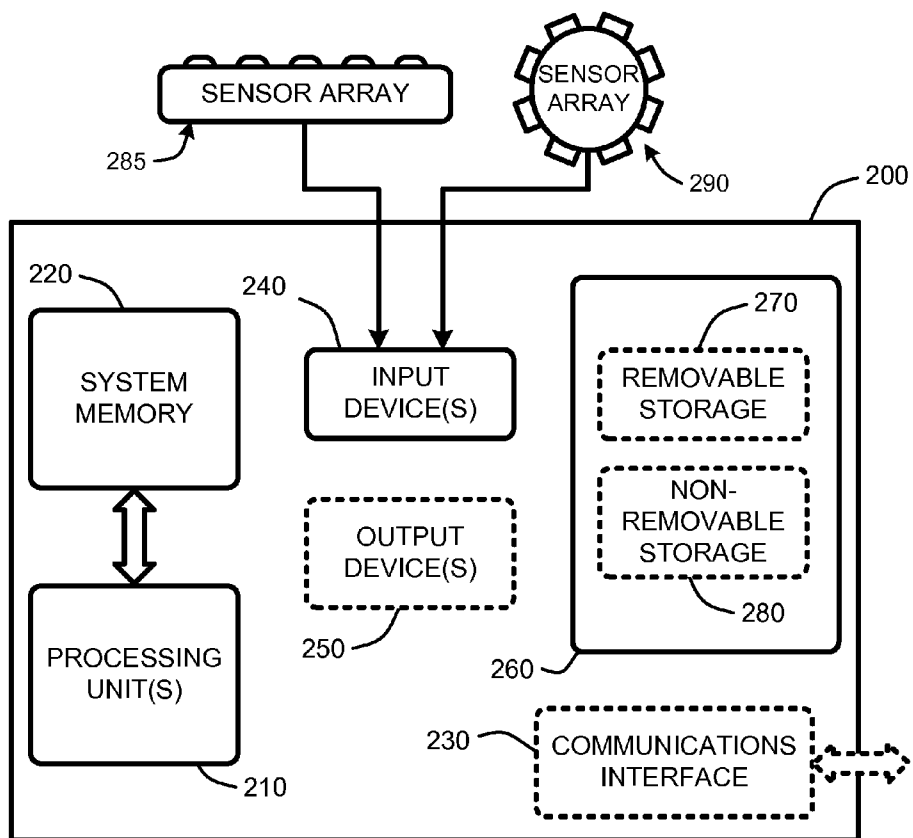 SENSOR ARRAY
SENSOR
ARRAY
285
290
200
220
240
270
SYSTEM
MEMORY
INPUT
DEVICE(S)
REMOVABLE
STORAGE
NON-
REMOVABLE
STORAGE
OUTPUT
DEVICE(S)
280
250
260
PROCESSING
UNIT(S)
230
COMMUNICATIONS
INTERFACE
210